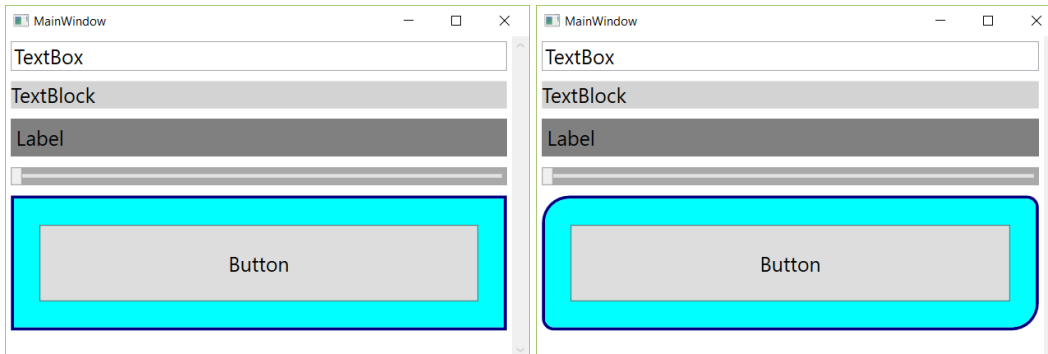 MainWindow
TextBox
TextBlock
Label
Button
MainWindow
TextBox
TextBlock
Label
Button